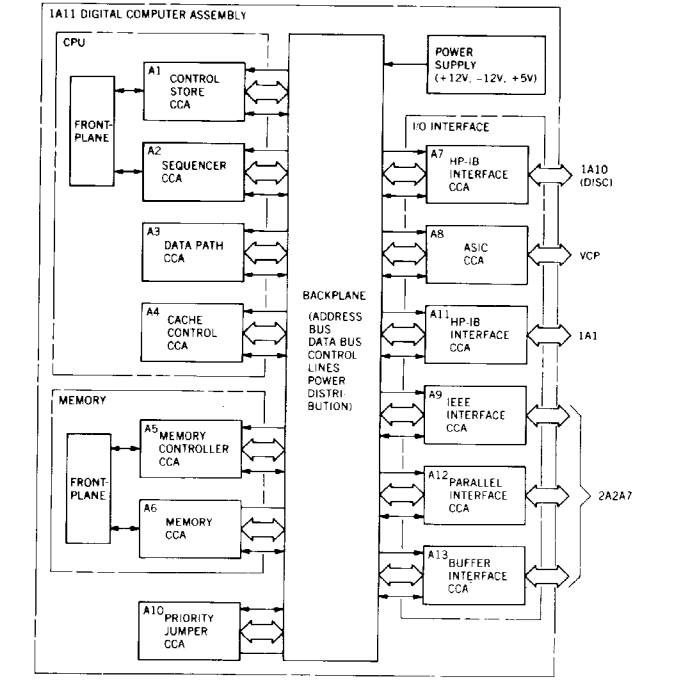 1A11 DIGITAL COMPUTER ASSEMBLY
CPU
FRONT-
PLANE
A1
CONTROL
STORE
CCA
A2
SEQUENCER
CCA
A3
DATA PATH
CCA
A4
CACHE
CONTROL
CCA
MEMORY
FRONT-
PLANE
A5
MEMORY
CONTROLLER
CCA
A6
MEMORY
CCA
A10
PRIORITY
JUMPER
CCA
BACKPLANE
(ADDRESS
BUS
DATA BUS
CONTROL
LINES
POWER
DISTRI-
BUTION)
POWER
SUPPLY
(+12V, -12V, +5V)
I/O INTERFACE
A7
HP-IB
INTERFACE
CCA
1A10
(DISC)
A8
ASIC
CCA
VCP
A11
HP-IB
INTERFACE
CCA
1A1
A9
IEEE
INTERFACE
CCA
A12
PARALLEL
INTERFACE
CCA
A13
BUFFER
INTERFACE
CCA
2A2A7